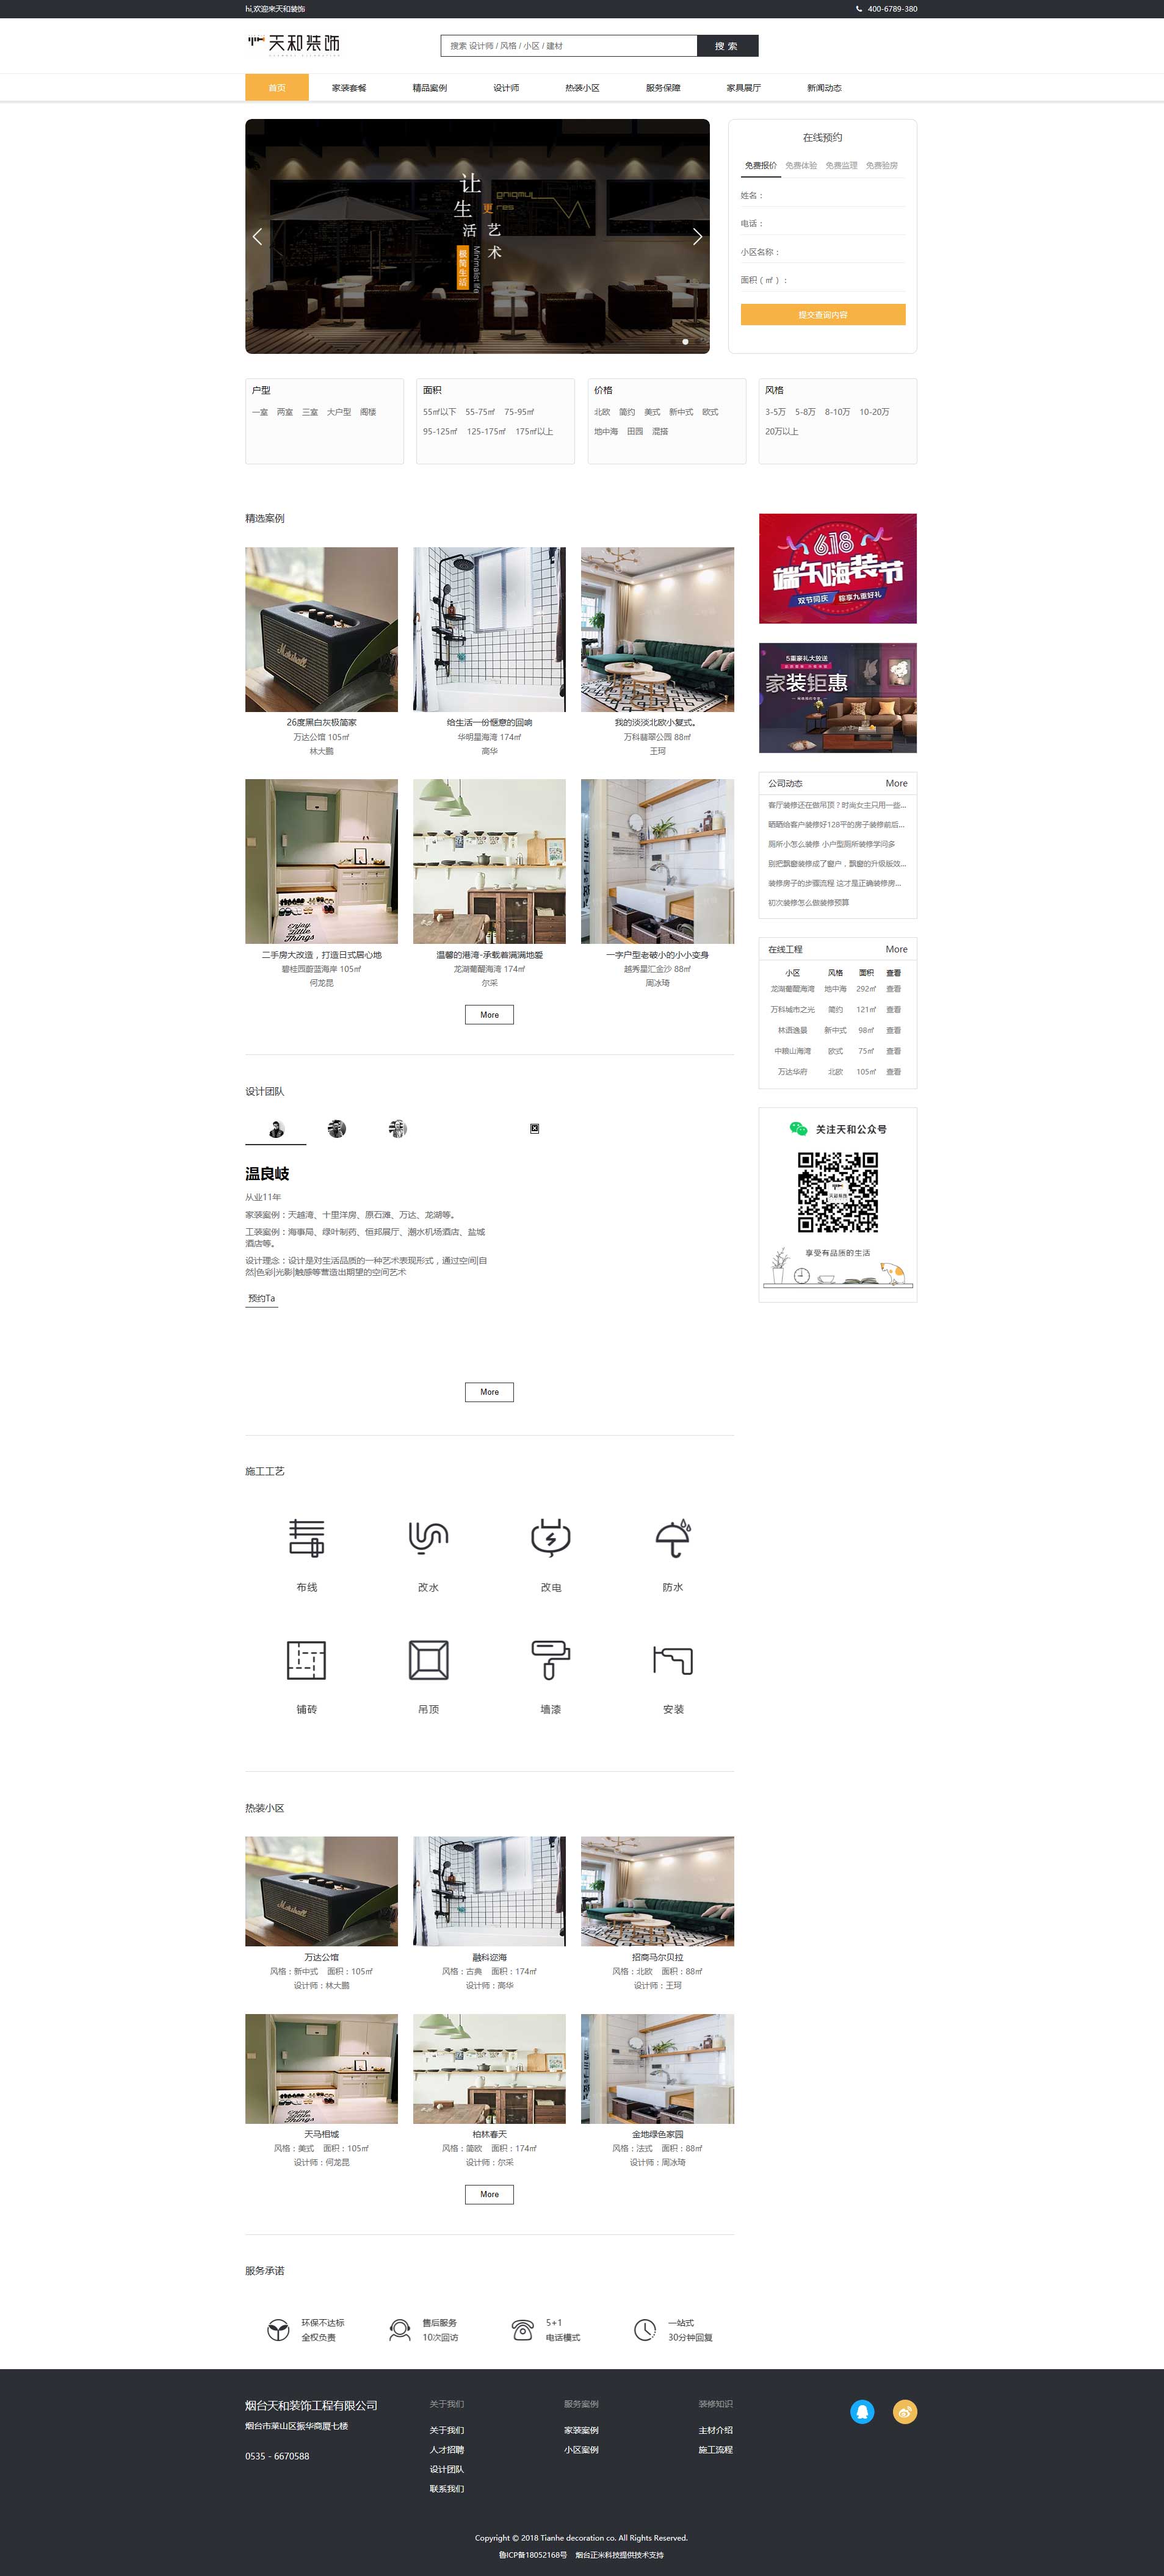 hi,欢迎来天和装饰
400-6789-380
天和装饰
搜索 设计师 / 风格 / 小区 / 建材
搜 索
首页
家装套餐
精品案例
设计师
热装小区
服务保障
家具展厅
新闻动态
让
生
活
更
艺
术
极简生活
Minimalist life
在线预约
免费报价 免费体验 免费监理 免费验房
姓名：
电话：
小区名称：
面积（㎡）：
提交查询内容
户型
一室 两室 三室 大户型 阁楼
面积
55㎡以下 55-75㎡ 75-95㎡
95-125㎡ 125-175㎡ 175㎡以上
价格
北欧 简约 美式 新中式 欧式
地中海 田园 混搭
风格
3-5万 5-8万 8-10万 10-20万
20万以上
精选案例
Marshall
26度黑白灰极简家
万达公馆 105㎡
林大鹏
给生活一份惬意的回响
华明星海湾 174㎡
高华
我的淡淡北欧小复式。
万科翡翠公园 88㎡
王珂
Enjoy
Little
Things
二手房大改造，打造日式居心地
碧桂园蔚蓝海岸 105㎡
何龙昆
温馨的港湾-承载着满满地爱
龙湖葡醍海湾 174㎡
尔采
一字户型老破小的小小变身
越秀星汇金沙 88㎡
周冰琦
More
6.18
端午嗨装节
双节同庆 粽享九重好礼
5重豪礼大放送
家装钜惠
公司动态 More
客厅装修还在做吊顶？时尚女主只用一些...
晒晒给客户装修好128平的房子装修前后...
厕所小怎么装修 小户型厕所装修学问多
别把飘窗装修成了窗户，飘窗的升级版效...
装修房子的步骤流程 这才是正确装修房...
初次装修怎么做装修预算
在线工程 More
小区 风格 面积 查看
龙湖葡醍海湾 地中海 292㎡ 查看
万科城市之光 简约 121㎡ 查看
林语逸景 新中式 98㎡ 查看
中粮山海湾 欧式 75㎡ 查看
万达华府 北欧 105㎡ 查看
关注天和公众号
天和装饰
享受有品质的生活
设计团队
温良岐
从业11年
家装案例：天越湾、十里洋房、原石滩、万达、龙湖等。
工装案例：海事局、绿叶制药、恒邦展厅、潮水机场酒店、盐城
酒店等。
设计理念：设计是对生活品质的一种艺术表现形式，通过空间|自
然|色彩|光影|触感等营造出期望的空间艺术
预约Ta
More
施工工艺
布线
改水
改电
防水
铺砖
吊顶
墙漆
安装
热装小区
Marshall
万达公馆
风格：新中式 面积：105㎡
设计师：林大鹏
融科迩海
风格：古典 面积：174㎡
设计师：高华
招商马尔贝拉
风格：北欧 面积：88㎡
设计师：王珂
Enjoy
Little
Things
天马相城
风格：美式 面积：105㎡
设计师：何龙昆
柏林春天
风格：简欧 面积：174㎡
设计师：尔采
金地绿色家园
风格：法式 面积：88㎡
设计师：周冰琦
More
服务承诺
环保不达标
全权负责
售后服务
10次回访
5+1
电话模式
一站式
30分钟回复
烟台天和装饰工程有限公司
烟台市莱山区振华商厦七楼
0535 - 6670588
关于我们
关于我们
人才招聘
设计团队
联系我们
服务案例
家装案例
小区案例
装修知识
主材介绍
施工流程
Copyright © 2018 Tianhe decoration co. All Rights Reserved.
鲁ICP备18052168号 烟台正米科技提供技术支持